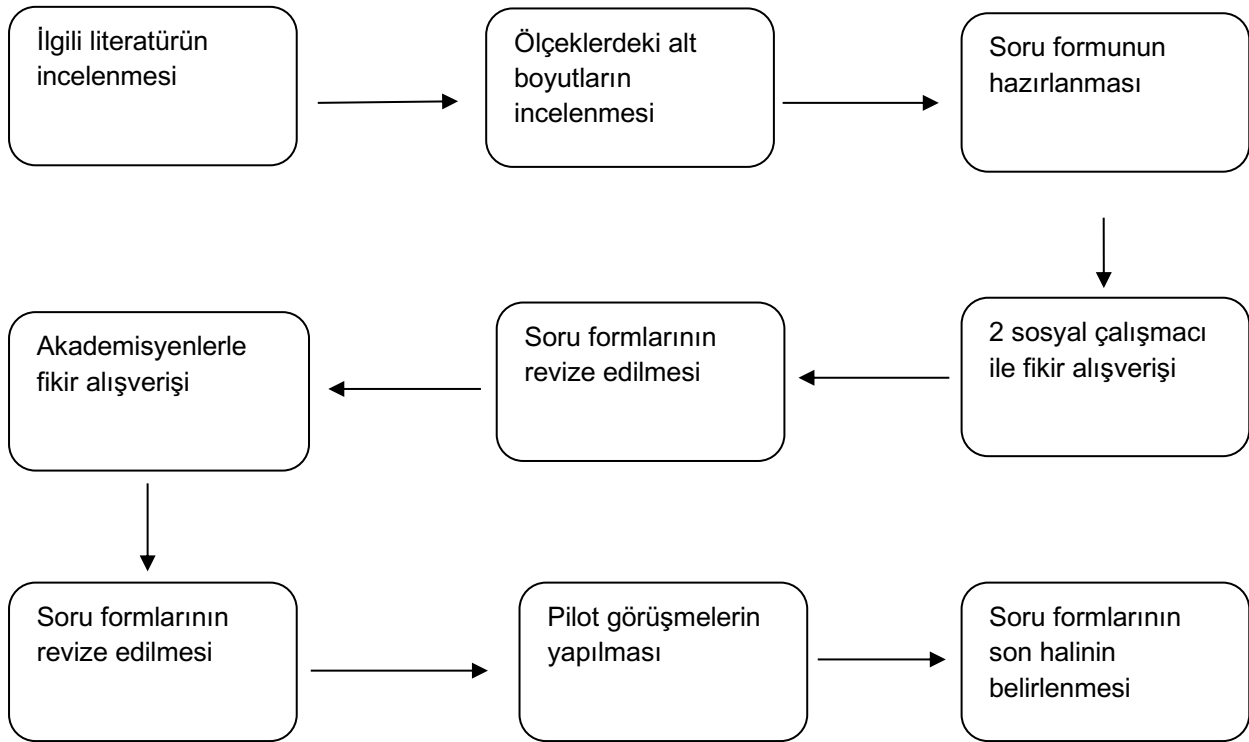 İlgili literatürün
incelenmesi
Ölçeklerdeki alt
boyutların
incelenmesi
Soru formunun
hazırlanması
2 sosyal çalışmacı
ile fikir alışverişi
Soru formlarının
revize edilmesi
Akademisyenlerle
fikir alışverişi
Soru formlarının
revize edilmesi
Pilot görüşmelerin
yapılması
Soru formlarının
son halinin
belirlenmesi